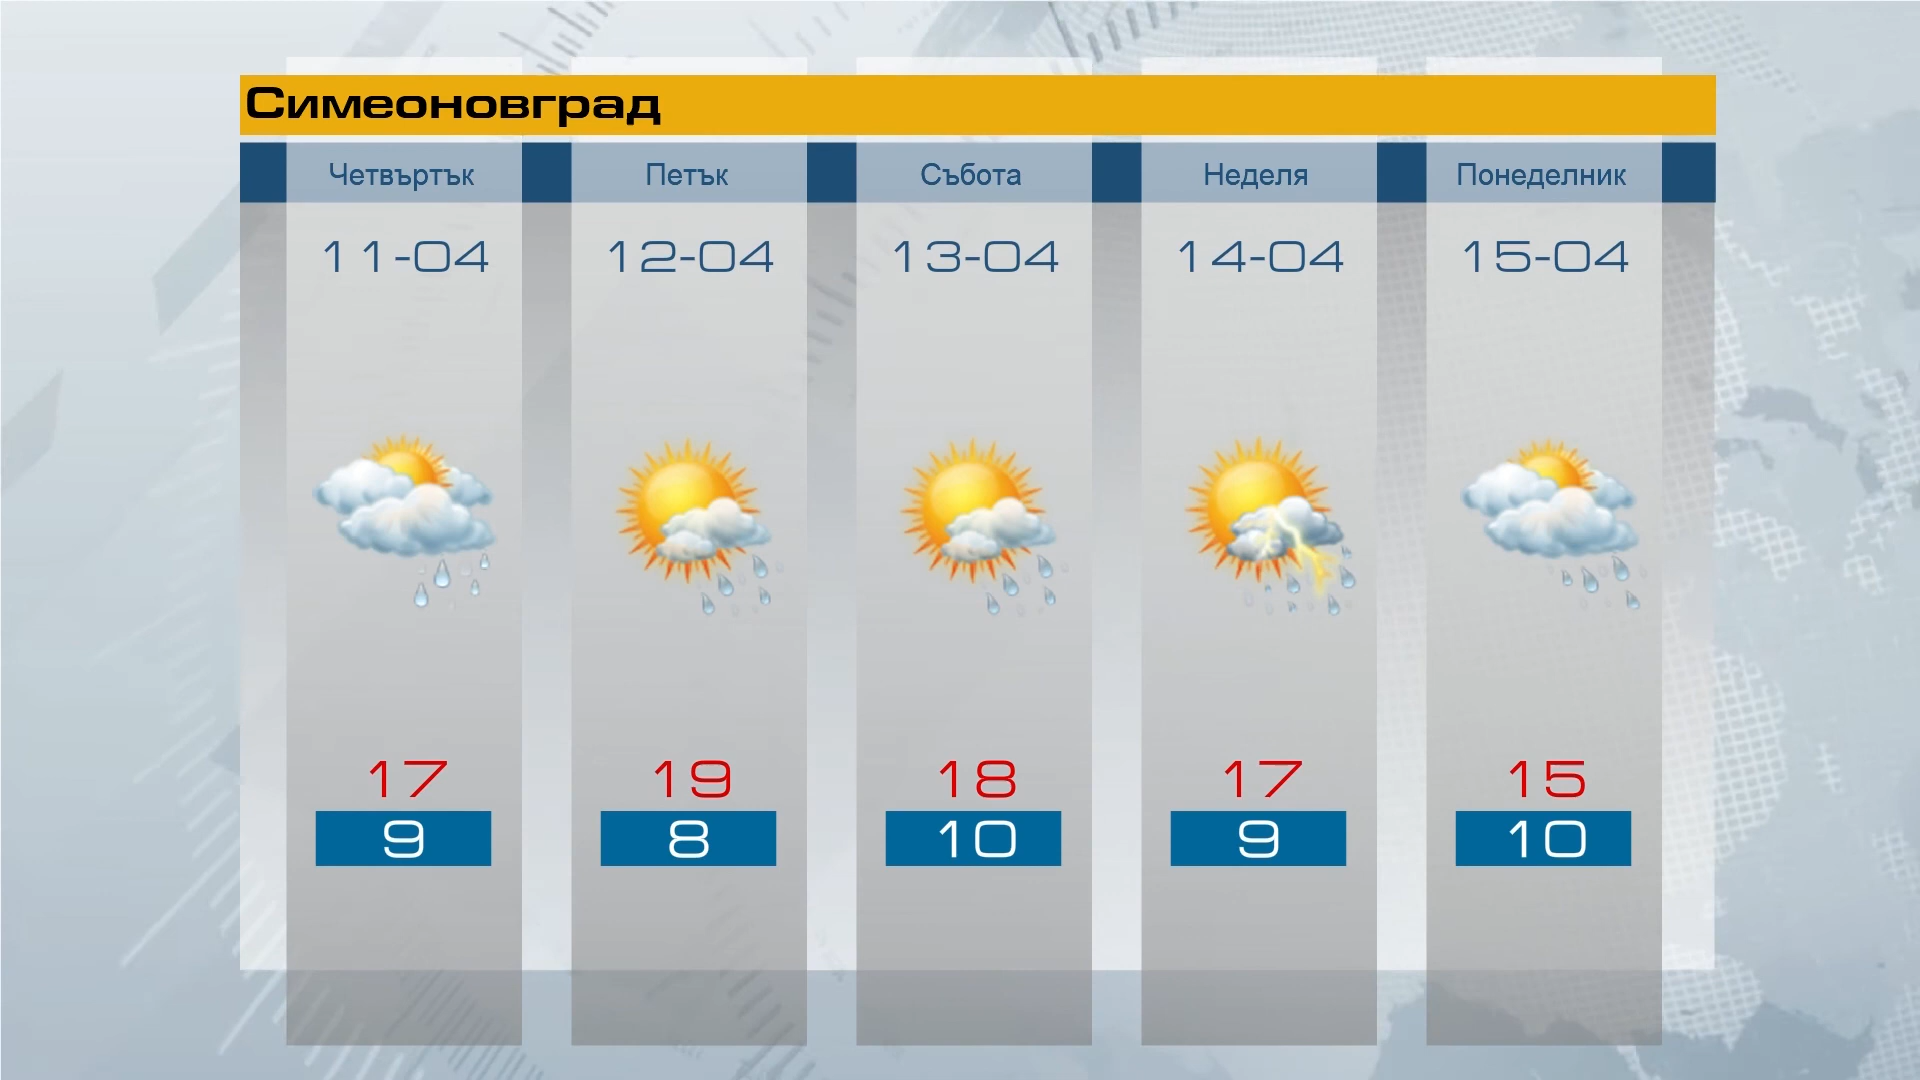 Симеоновград
Четвъртък Петък Събота Неделя Понеделник
11-04 12-04 13-04 14-04 15-04
17 19 18 17 15
9 8 10 9 10